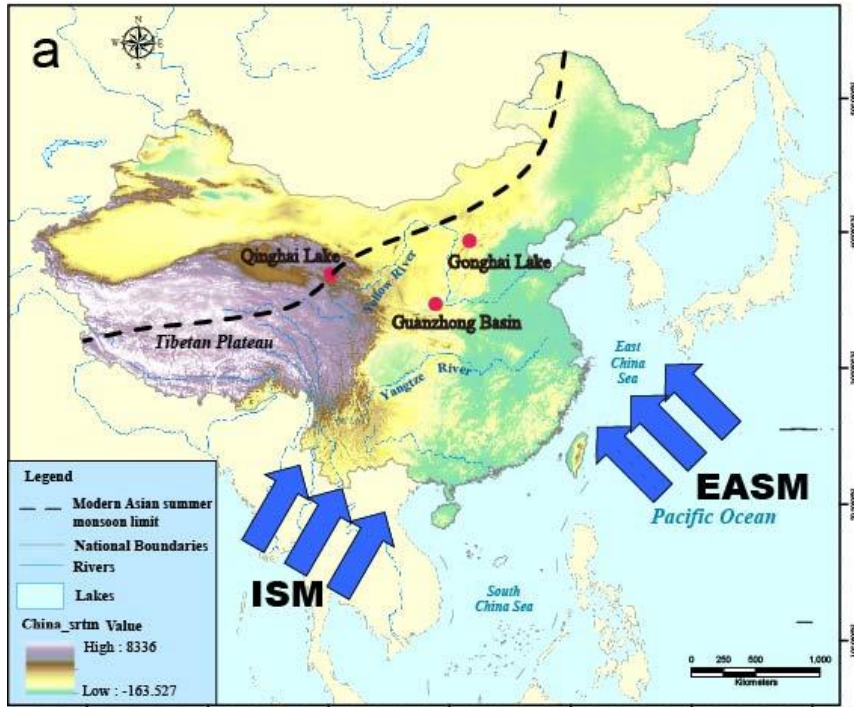 a
N
W
E
S
Qinghai Lake
Gonghai Lake
Yellow River
Guanzhong Basin
Tibetan Plateau
Yangtze River
East
China
Sea
EASM
Pacific Ocean
ISM
South
China Sea
Legend
Modern Asian summer
monsoon limit
National Boundaries
Rivers
Lakes
China_srtm Value
High : 8336
Low : -163.527
0 250 500 1,000
Kilometers